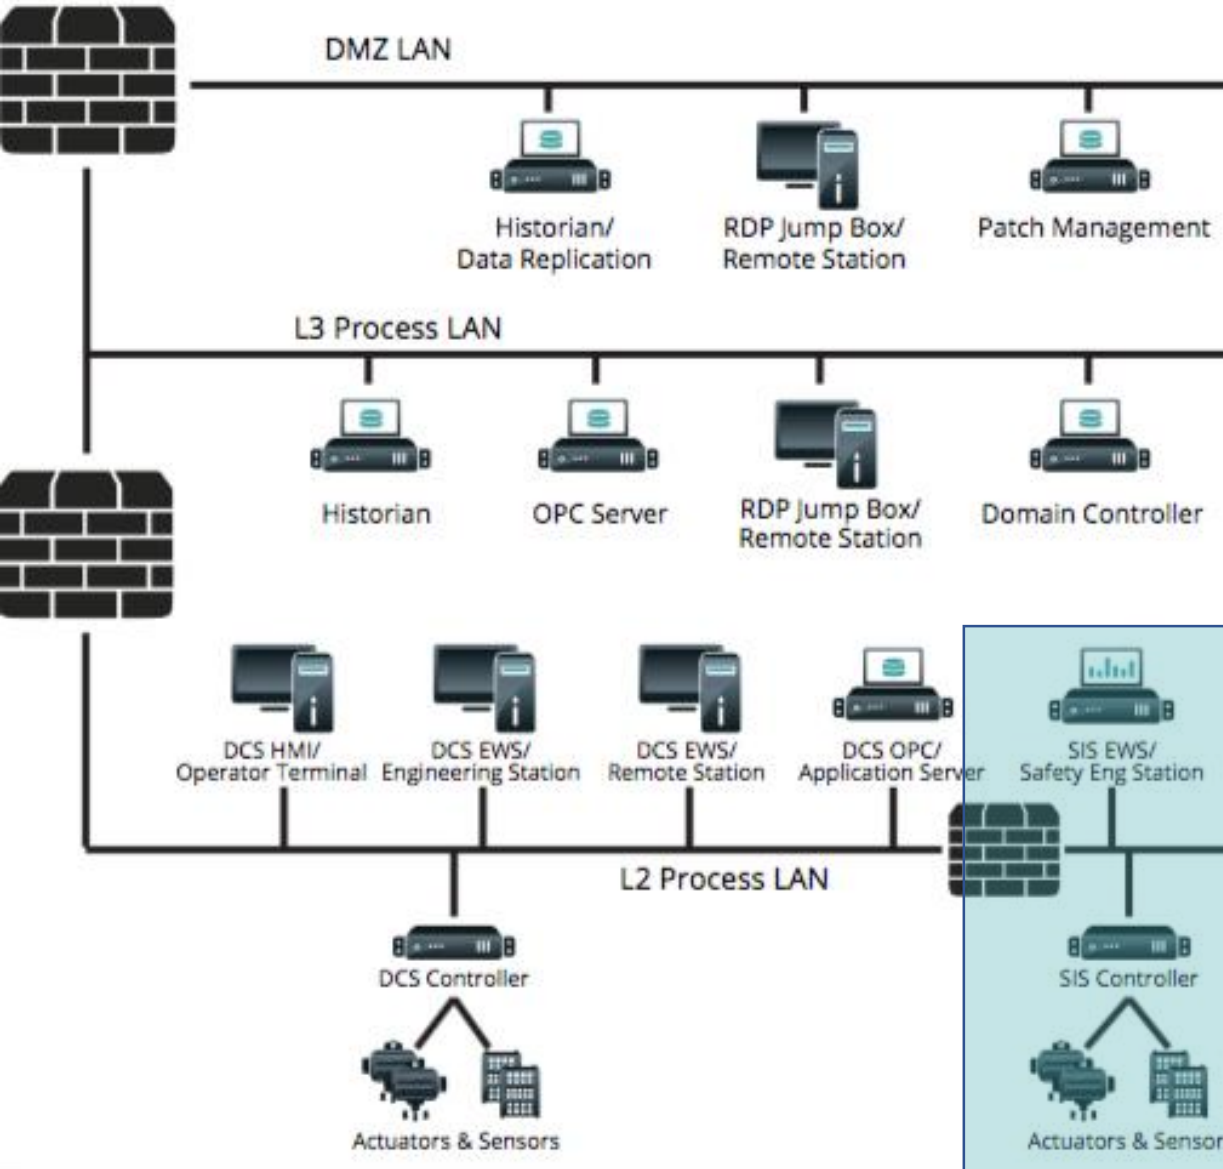 DMZ LAN
Historian/
Data Replication
RDP Jump Box/
Remote Station
Patch Management
L3 Process LAN
Historian
OPC Server
RDP Jump Box/
Remote Station
Domain Controller
DCS HMI/
Operator Terminal
DCS EWS/
Engineering Station
DCS EWS/
Remote Station
DCS OPC/
Application Server
SIS EWS/
Safety Eng Station
L2 Process LAN
DCS Controller
SIS Controller
Actuators & Sensors
Actuators & Sensor